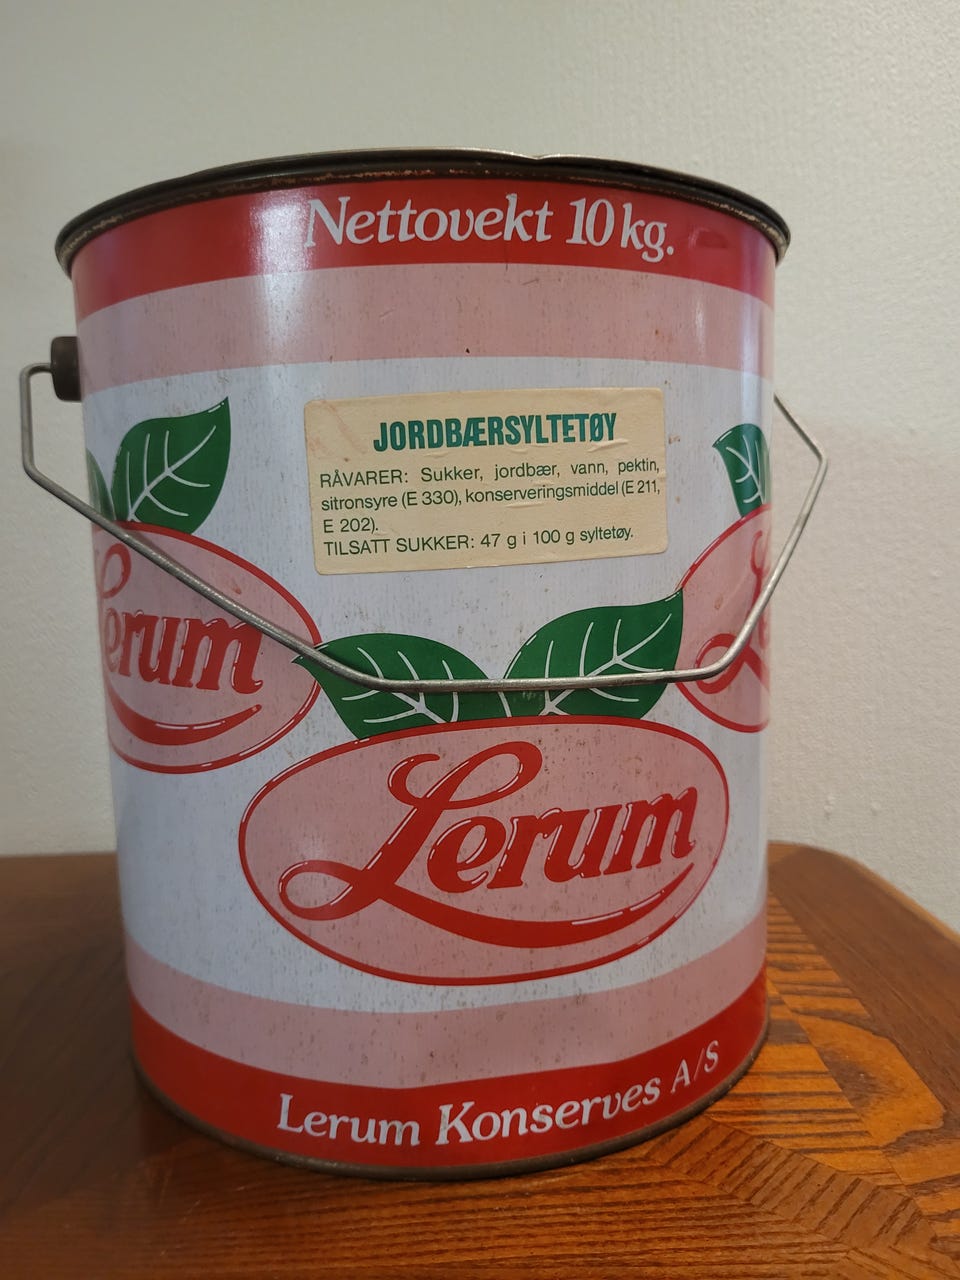 Nettovekt 10 kg.
JORDBÆRSYLTETØY
RÅVARER: Sukker, jordbær, vann, pektin,
sitronsyre (E 330), konserveringsmiddel (E 211,
E 202).
TILSATT SUKKER: 47 g i 100 g syltetøy.
Lerum
Lerum
Le
Lerum Konserves A/S